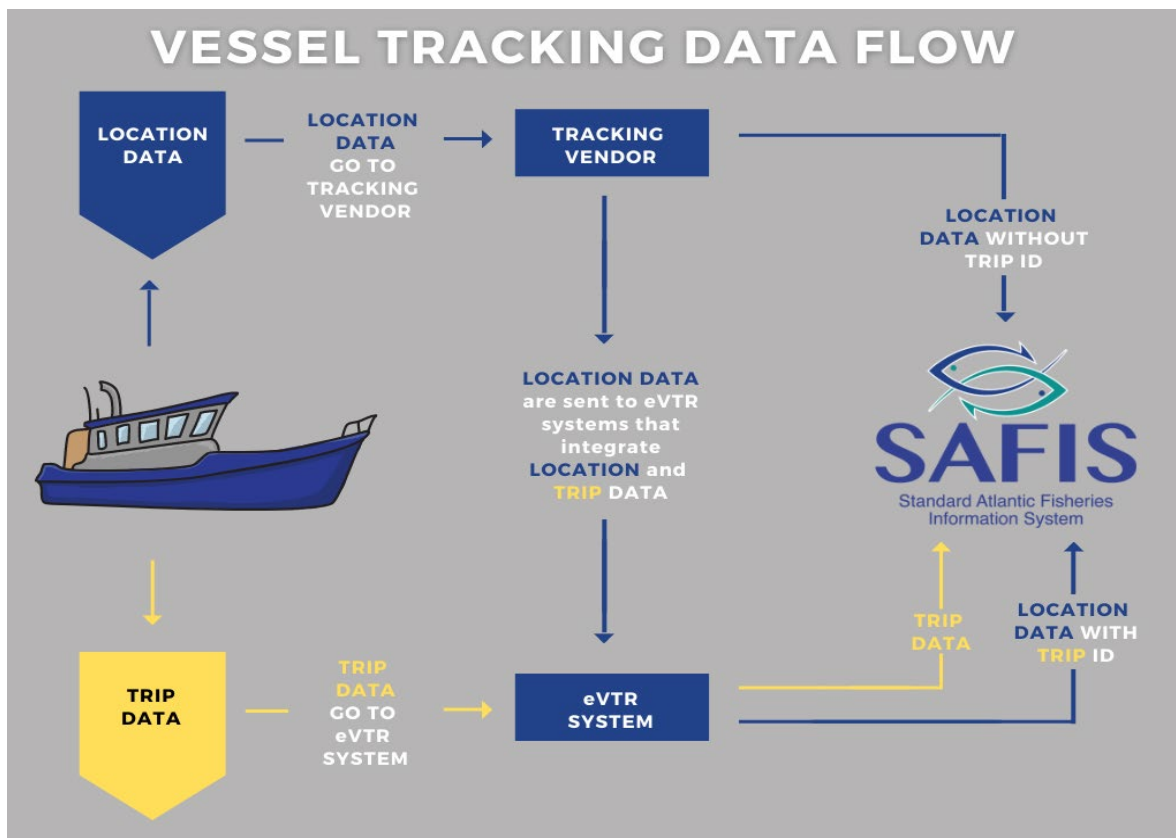 VESSEL TRACKING DATA FLOW
LOCATION
DATA
LOCATION
DATA
GO TO
TRACKING
VENDOR
TRACKING
VENDOR
LOCATION
DATA WITHOUT
TRIP ID
LOCATION DATA
are sent to eVTR
systems that
integrate
LOCATION and
TRIP DATA
SAFIS
Standard Atlantic Fisheries
Information System
TRIP
DATA
TRIP
DATA
GO TO
eVTR
SYSTEM
eVTR
SYSTEM
TRIP
DATA
LOCATION
DATA WITH
TRIP ID